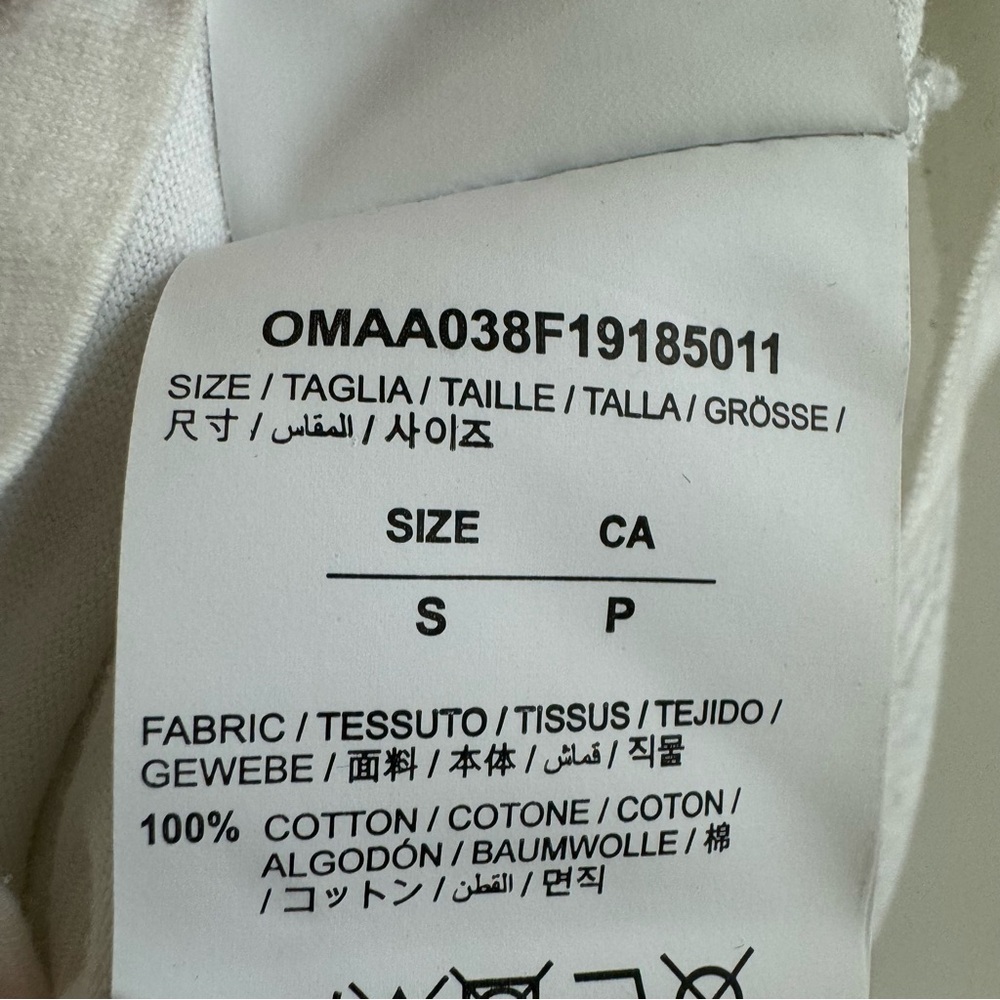 OMAA038F19185011
SIZE / TAGLIA / TAILLE / TALLA / GRÖSSE /
尺寸 / المقاس / 사이즈
SIZE CA
S P
FABRIC / TESSUTO / TISSUS / TEJIDO /
GEWEBE / 面料 / 本体 / قماش / 직물
100% COTTON / COTONE / COTON /
ALGODÓN / BAUMWOLLE / 棉
/ コットン / القطن / 면직